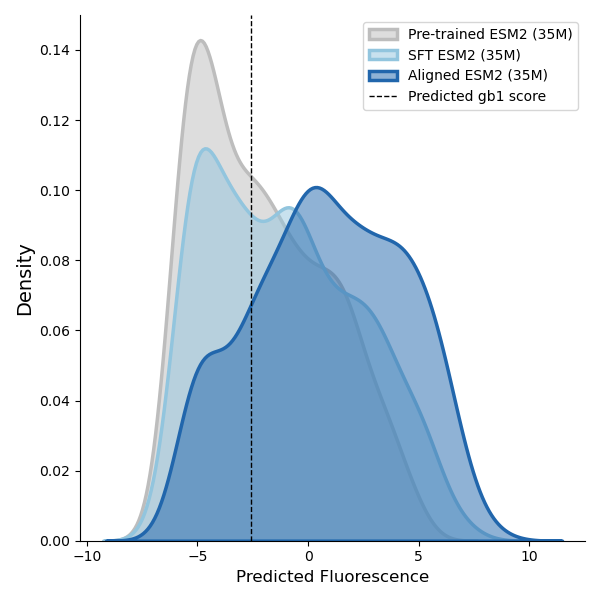 Pre-trained ESM2 (35M)
SFT ESM2 (35M)
Aligned ESM2 (35M)
Predicted gb1 score
Density
0.14
0.12
0.10
0.08
0.06
0.04
0.02
0.00
−10 −5 0 5 10
Predicted Fluorescence